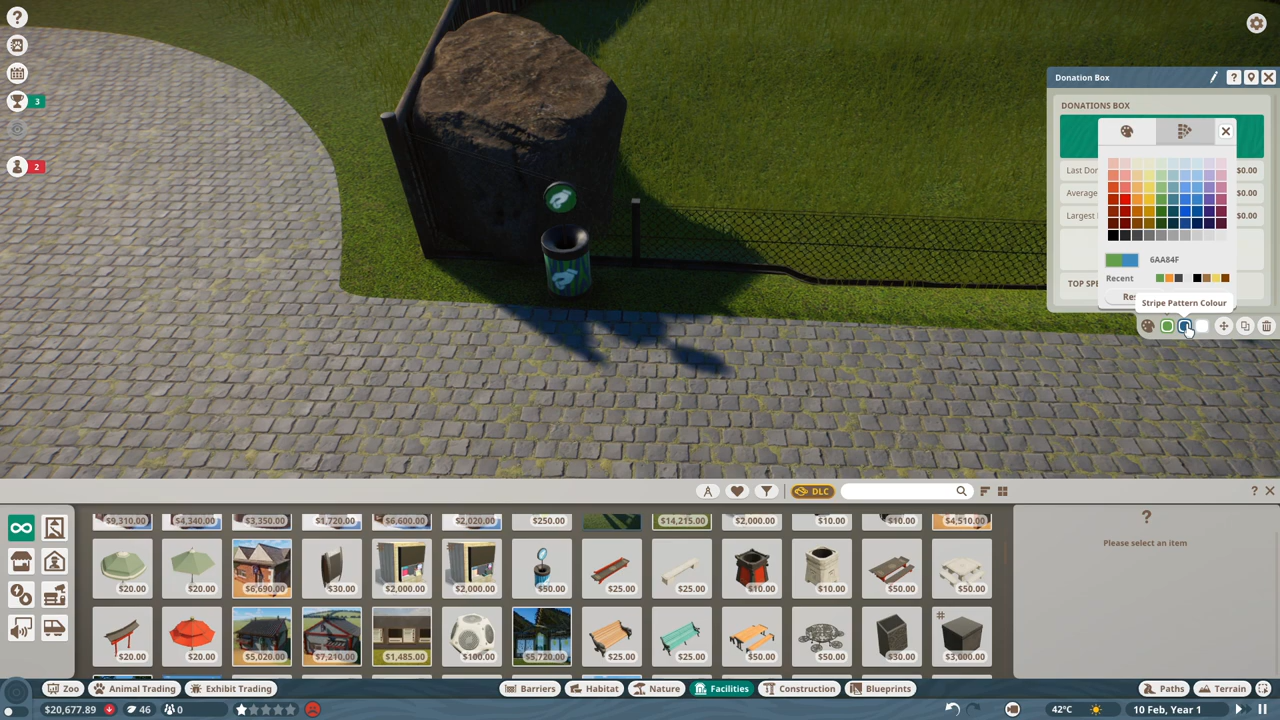 3
2
Donation Box
?
DONATIONS BOX
Last Don
$0.00
Average
$0.00
Largest
$0.00
6AA84F
Recent
TOP SPE
Res
Stripe Pattern Colour
DLC
?
$9,310.00 $4,340.00 $3,350.00 $1,720.00 $6,600.00 $2,020.00 $250.00 $14,215.00 $2,000.00 $10.00 $10.00 $4,510.00
?
Please select an item
$20.00 $20.00 $6,690.00 $30.00 $2,000.00 $2,000.00 $50.00 $25.00 $25.00 $10.00 $10.00 $50.00 $50.00
$20.00 $20.00 $5,020.00 $7,210.00 $1,485.00 $100.00 $5,720.00 $25.00 $25.00 $50.00 $50.00 $30.00 $3,000.00
Zoo Animal Trading Exhibit Trading Barriers Habitat Nature Facilities Construction Blueprints Paths Terrain
$20,677.89 46 0 42°C 10 Feb, Year 1